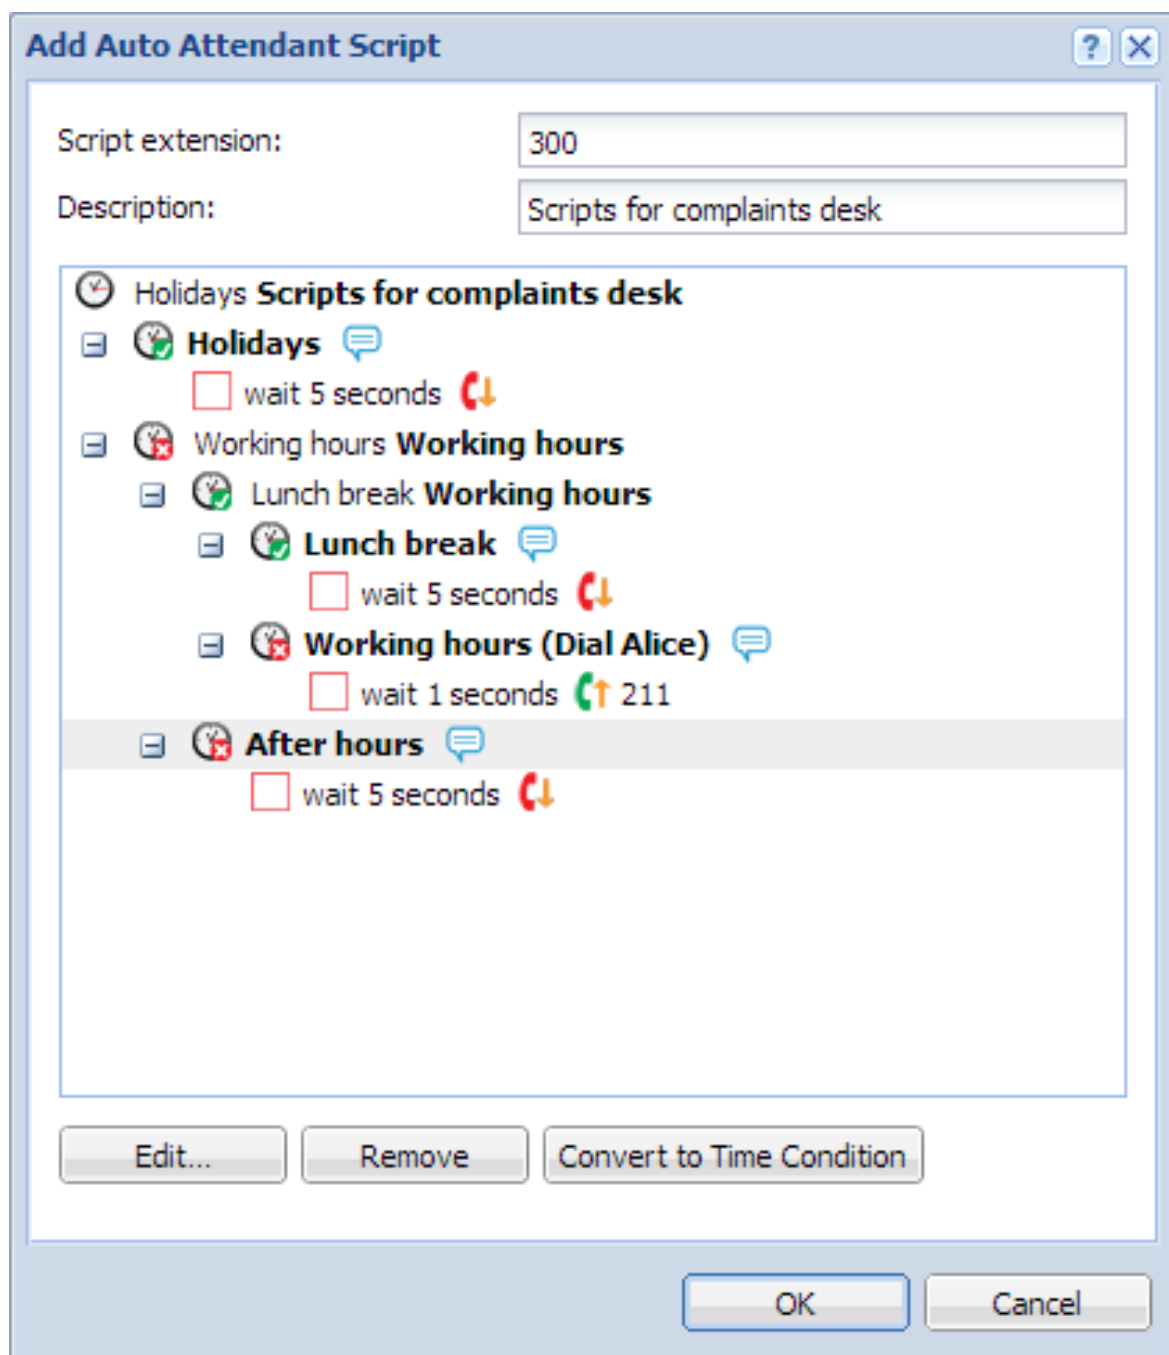 Add Auto Attendant Script
Script extension: 300
Description: Scripts for complaints desk
Holidays Scripts for complaints desk
Holidays
wait 5 seconds
Working hours Working hours
Lunch break Working hours
Lunch break
wait 5 seconds
Working hours (Dial Alice)
wait 1 seconds 211
After hours
wait 5 seconds
Edit... Remove Convert to Time Condition
OK Cancel